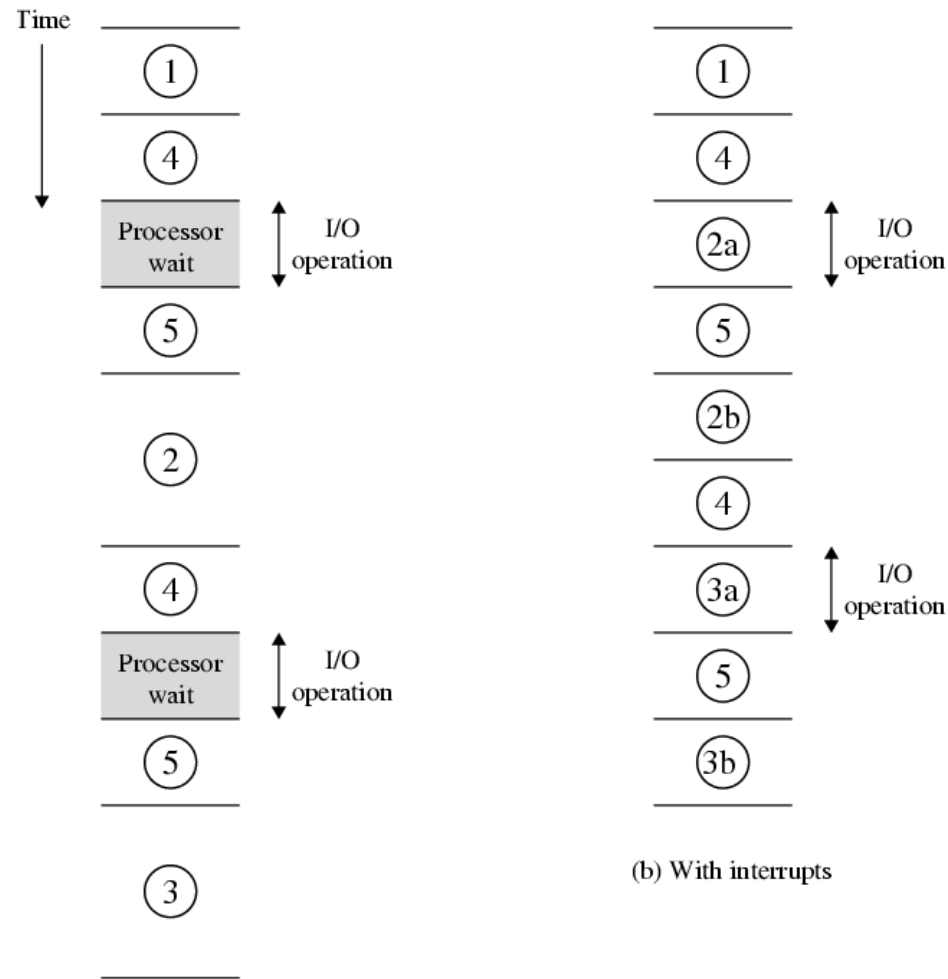 Time
1
4
Processor
wait
I/O
operation
5
2
4
Processor
wait
I/O
operation
5
3
1
4
2a
I/O
operation
5
2b
4
3a
I/O
operation
5
3b
(b) With interrupts